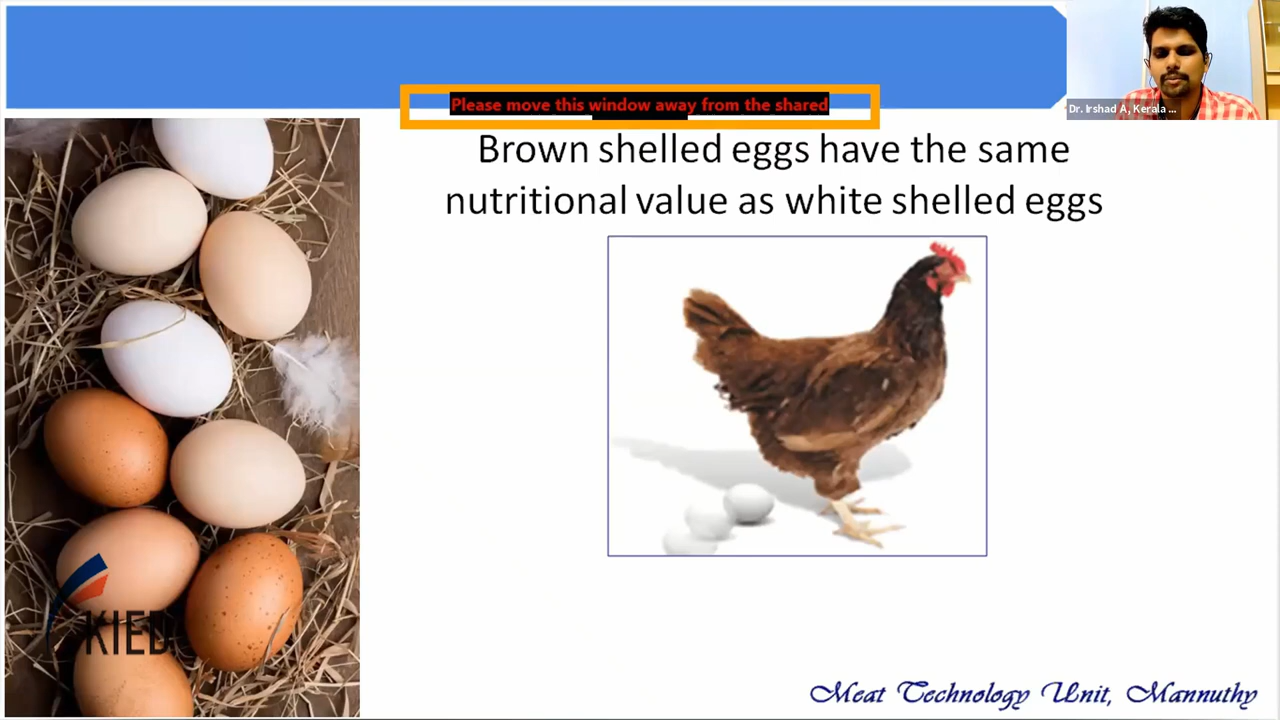 Dr. Irshad A, Kerala ...
Please move this window away from the shared
Brown shelled eggs have the same
nutritional value as white shelled eggs
KIED
Meat Technology Unit, Mannuthy